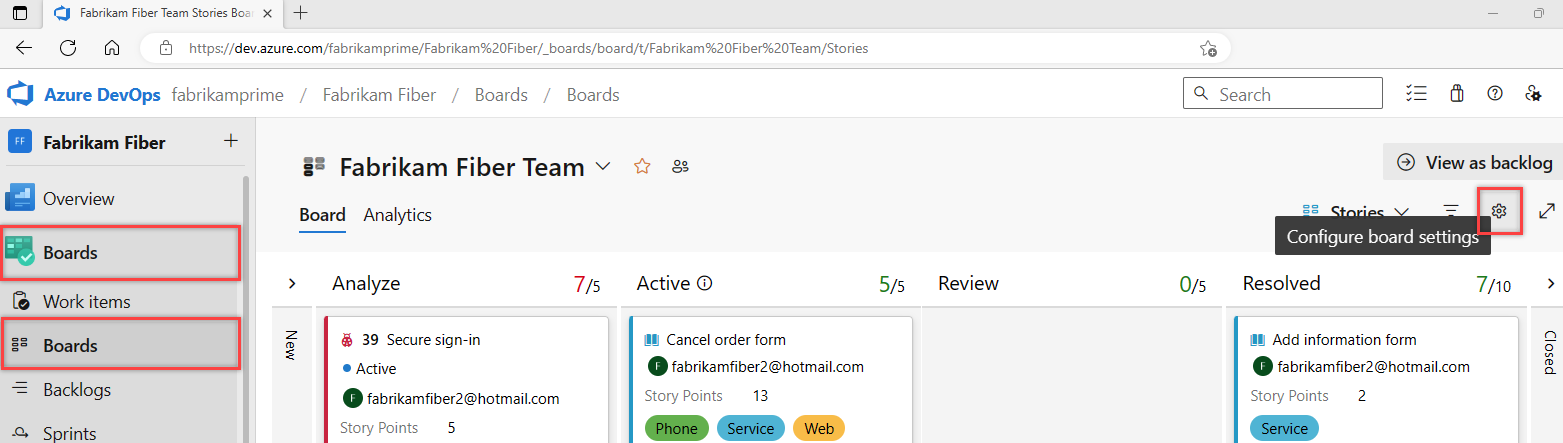 Fabrikam Fiber Team Stories Boa
https://dev.azure.com/fabrikamprime/Fabrikam%20Fiber/_boards/board/t/Fabrikam%20Fiber%20Team/Stories
Azure DevOps fabrikamprime / Fabrikam Fiber / Boards / Boards
Search
FF Fabrikam Fiber
Overview
Boards
Work items
Boards
Backlogs
Sprints
Fabrikam Fiber Team
View as backlog
Board Analytics
Stories
Configure board settings
Analyze 7/5 Active 5/5 Review 0/5 Resolved 7/10
New
39 Secure sign-in
Active
F fabrikamfiber2@hotmail.com
Story Points 5
Cancel order form
F fabrikamfiber2@hotmail.com
Story Points 13
Phone Service Web
Add information form
F fabrikamfiber2@hotmail.com
Story Points 2
Service
Closed